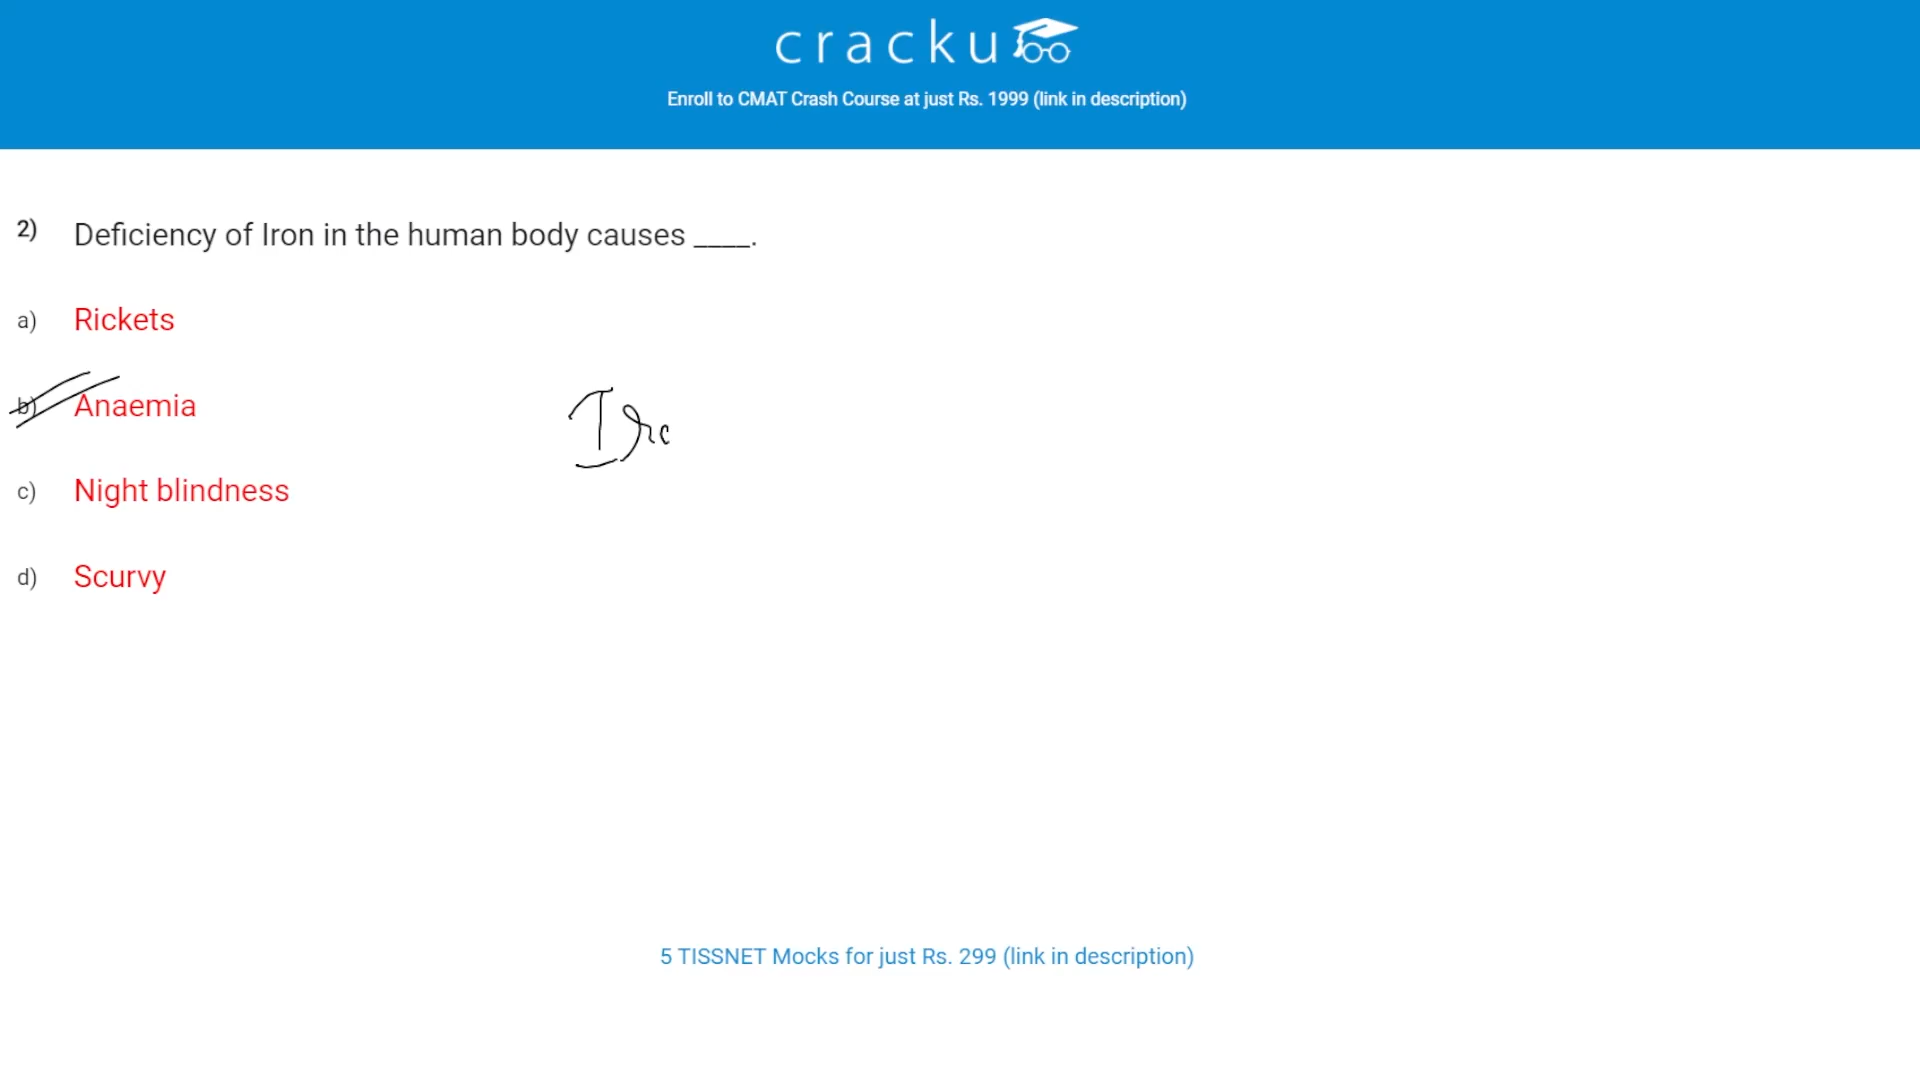 cracku
Enroll to CMAT Crash Course at just Rs. 1999 (link in description)
2) Deficiency of Iron in the human body causes ____.
a) Rickets
b) Anaemia
Iro
c) Night blindness
d) Scurvy
5 TISSNET Mocks for just Rs. 299 (link in description)